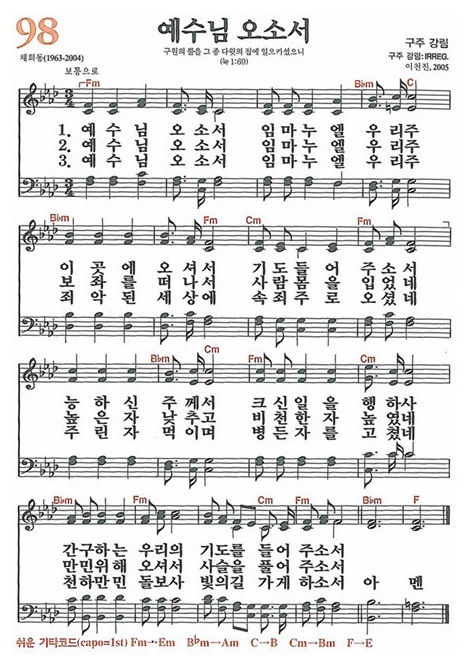 98
예수님 오소서
구원의 뿔을 그 종 다윗의 집에 일으키셨으니
(눅 1:69)
구주 강림
채희동(1963-2004)
구주 강림: IRREG.
이천진, 2005
보통으로
Fm B♭m C
1. 예 수 님 오 소 서 임 마 누 엘 우 리 주
2. 예 수 님 오 소 서 임 마 누 엘 우 리 주
3. 예 수 님 오 소 서 임 마 누 엘 우 리 주
B♭m Fm Cm Fm
이 곳 에 오 셔 서 기 도 들 어 주 소 서
보 좌 를 떠 나 서 사 람 몸 을 입 었 네
죄 악 된 세 상 에 속 죄 주 로 오 셨 네
B♭m Cm Fm Cm
능 하 신 주 께 서 크 신 일 을 행 하 사
높 은 자 낮 추 고 비 천 한 자 높 였 네
주 린 자 먹 이 며 병 든 자 를 고 쳤 네
B♭m Fm Cm Fm B♭m F
간구하는 우리의 기도를 들어 주소서
만민위해 오셔서 사슬을 풀어 주소서
천하만민 돌보사 빛의길 가게 하소서 아 멘
쉬운 기타코드(capo=1st) Fm→Em B♭m→Am C→B Cm→Bm F→E